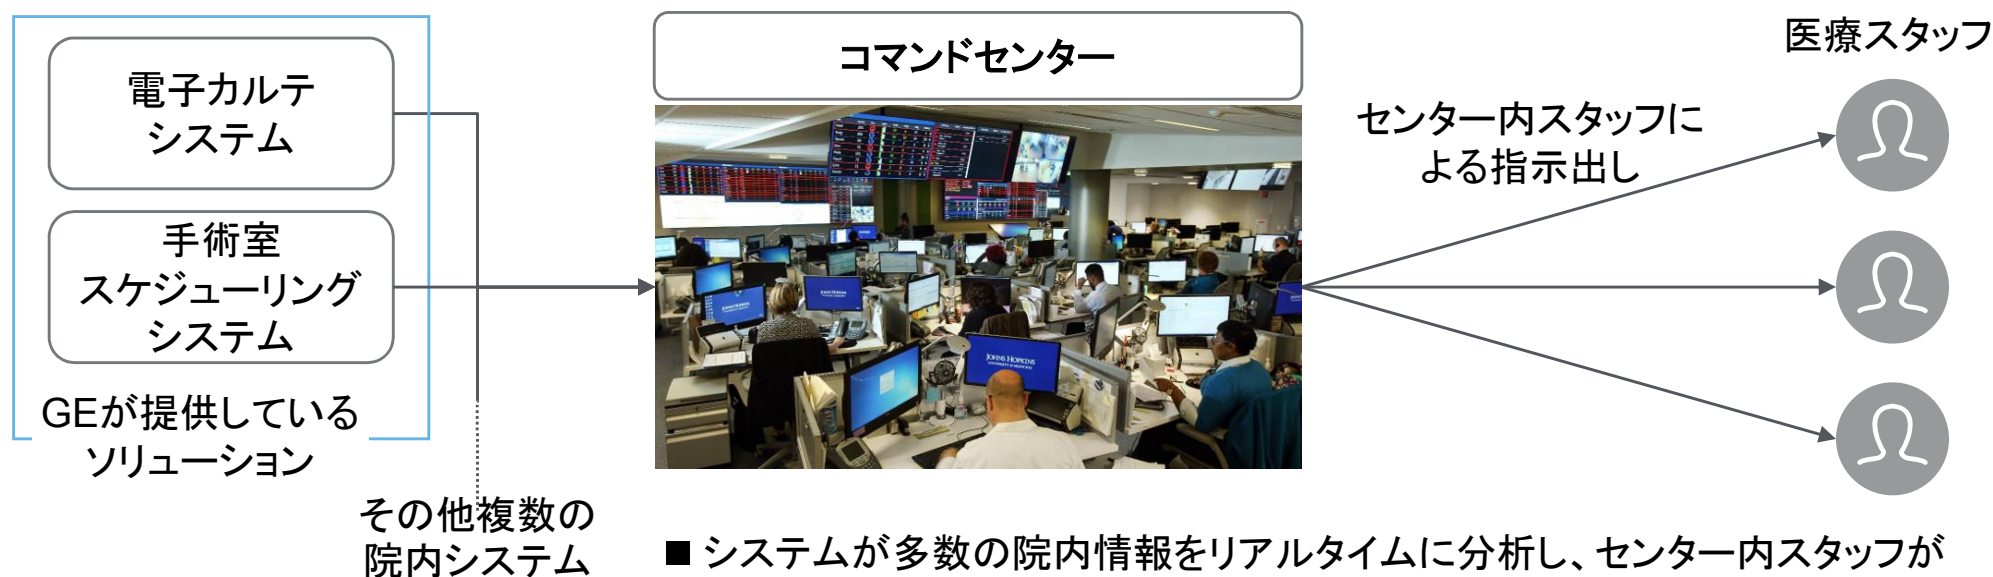 電子カルテ
システム
手術室
スケジューリング
システム
GEが提供している
ソリューション
その他複数の
院内システム
コマンドセンター
JOHNS HOPKINS
センター内スタッフに
よる指示出し
医療スタッフ
■ システムが多数の院内情報をリアルタイムに分析し、センター内スタッフが